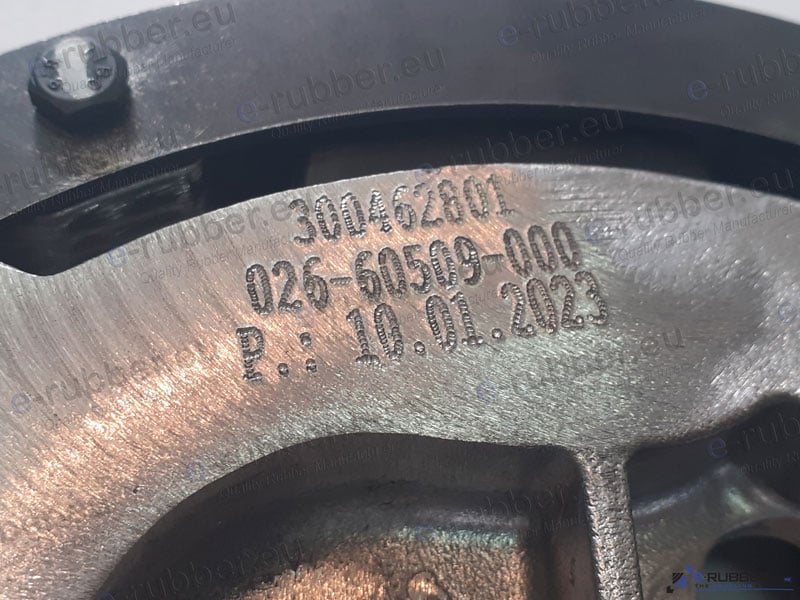 300462801
026-60509-000
P.: 10.01.2023
e-rubber.eu
Quality Rubber Manufacturer